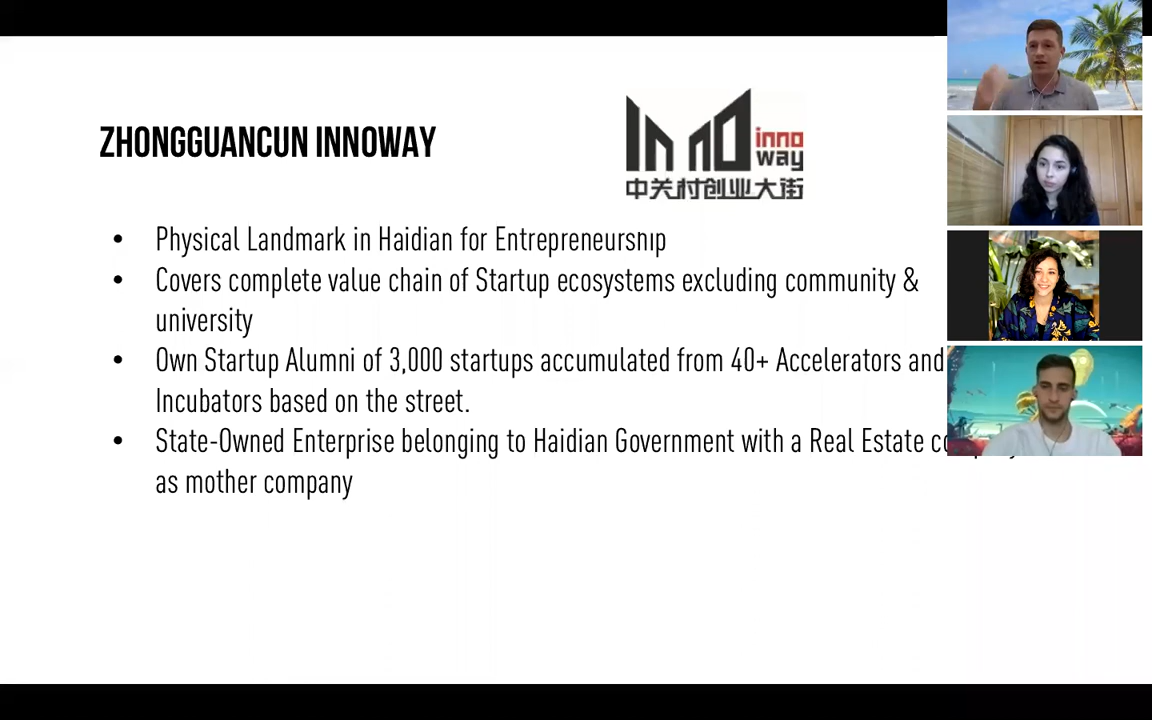 ZHONGGUANCUN INNOWAY
Inno
inno
way
中关村创业大街
• Physical Landmark in Haidian for Entrepreneurship
• Covers complete value chain of Startup ecosystems excluding community &
university
• Own Startup Alumni of 3,000 startups accumulated from 40+ Accelerators and
Incubators based on the street.
• State-Owned Enterprise belonging to Haidian Government with a Real Estate
as mother company